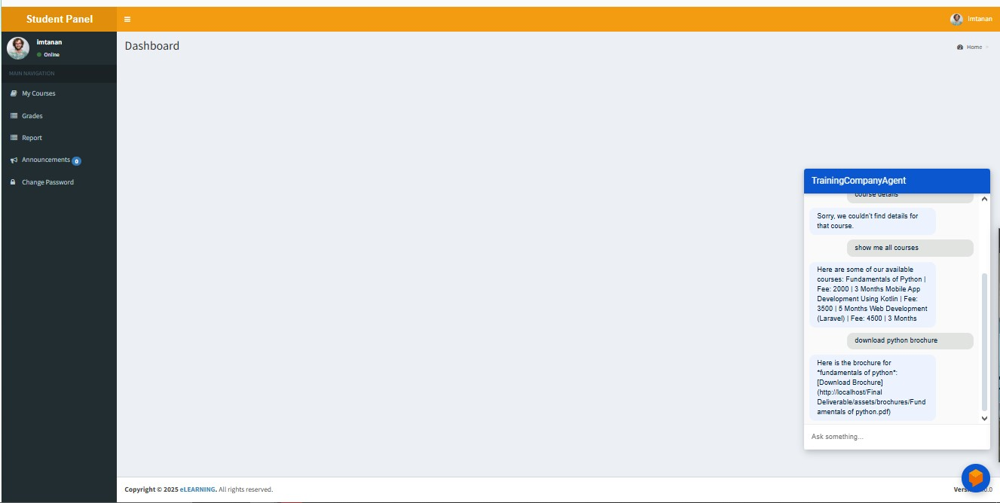 Student Panel
Imtanan
imtanan
Online
Dashboard
Home
MAIN NAVIGATION
My Courses
Grades
Report
Announcements 0
Change Password
TrainingCompanyAgent
course details
Sorry, we couldn't find details for
that course.
show me all courses
Here are some of our available
courses: Fundamentals of Python |
Fee: 2000 | 3 Months Mobile App
Development Using Kotlin | Fee:
3500 | 5 Months Web Development
(Laravel) | Fee: 4500 | 3 Months
download python brochure
Here is the brochure for
*fundamentals of python*:
[Download Brochure]
(http://localhost/Final
Deliverable/assets/brochures/Fund
amentals of python.pdf)
Ask something...
Copyright © 2025 eLEARNING. All rights reserved.